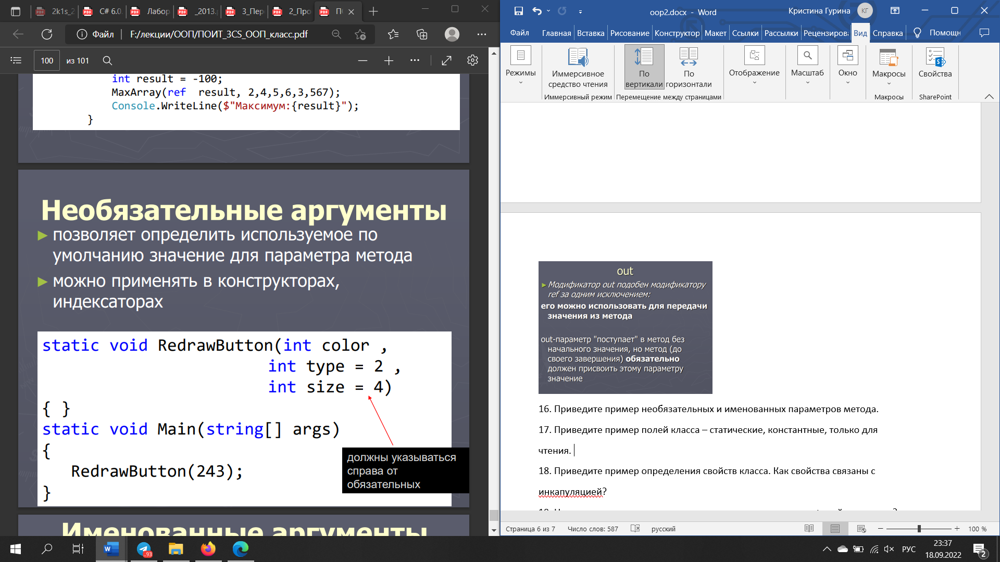 2k1s_2
C# 6.0.
Лабор
_2013.p
3_Пер
2_Про
ПО
Файл
F:/лекции/ООП/ПОИТ_3CS_ООП_класс.pdf
100
из 101
int result = -100;
MaxArray(ref result, 2,4,5,6,3,567);
Console.WriteLine($"Максимум:{result}");
}
Необязательные аргументы
► позволяет определить используемое по
умолчанию значение для параметра метода
► можно применять в конструкторах,
индексаторах
static void RedrawButton(int color ,
int type = 2 ,
int size = 4)
{ }
static void Main(string[] args)
{
RedrawButton(243);
}
должны указываться
справа от
обязательных
Именованные аргументы
oop2.docx - Word
Кристина Гурина
КГ
Файл
Главная
Вставка
Рисование
Конструктор
Макет
Ссылки
Рассылки
Рецензирова
Вид
Справка
Помощн
Режимы
Иммерсивное
средство чтения
По
вертикали
По
горизонтали
Отображение
Масштаб
Окно
Макросы
Свойства
Иммерсивный режим
Перемещение между страницами
Макросы
SharePoint
out
► Модификатор out подобен модификатору
ref за одним исключением:
его можно использовать для передачи
значения из метода
out-параметр "поступает" в метод без
начального значения, но метод (до
своего завершения) обязательно
должен присвоить этому параметру
значение
16. Приведите пример необязательных и именованных параметров метода.
17. Приведите пример полей класса – статические, константные, только для
чтения.
18. Приведите пример определения свойств класса. Как свойства связаны с
инкапуляцией?
Страница 6 из 7
Число слов: 587
русский
100 %
..93
РУС
23:37
18.09.2022
2